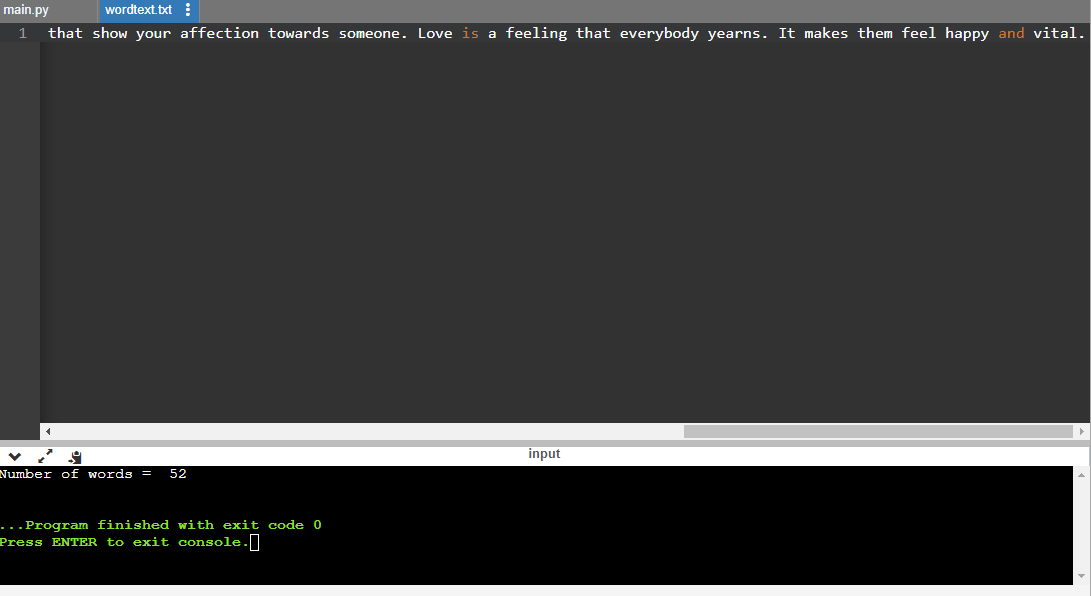 main.py wordtext.txt
1 that show your affection towards someone. Love is a feeling that everybody yearns. It makes them feel happy and vital.
input
Number of words =  52
...Program finished with exit code 0
Press ENTER to exit console.